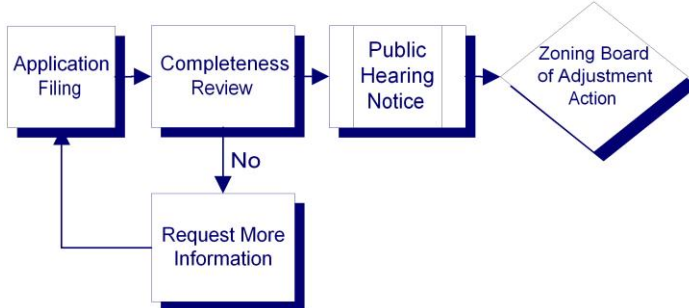 Application
Filing
Completeness
Review
Public
Hearing
Notice
Zoning Board
of Adjustment
Action
No
Request More
Information